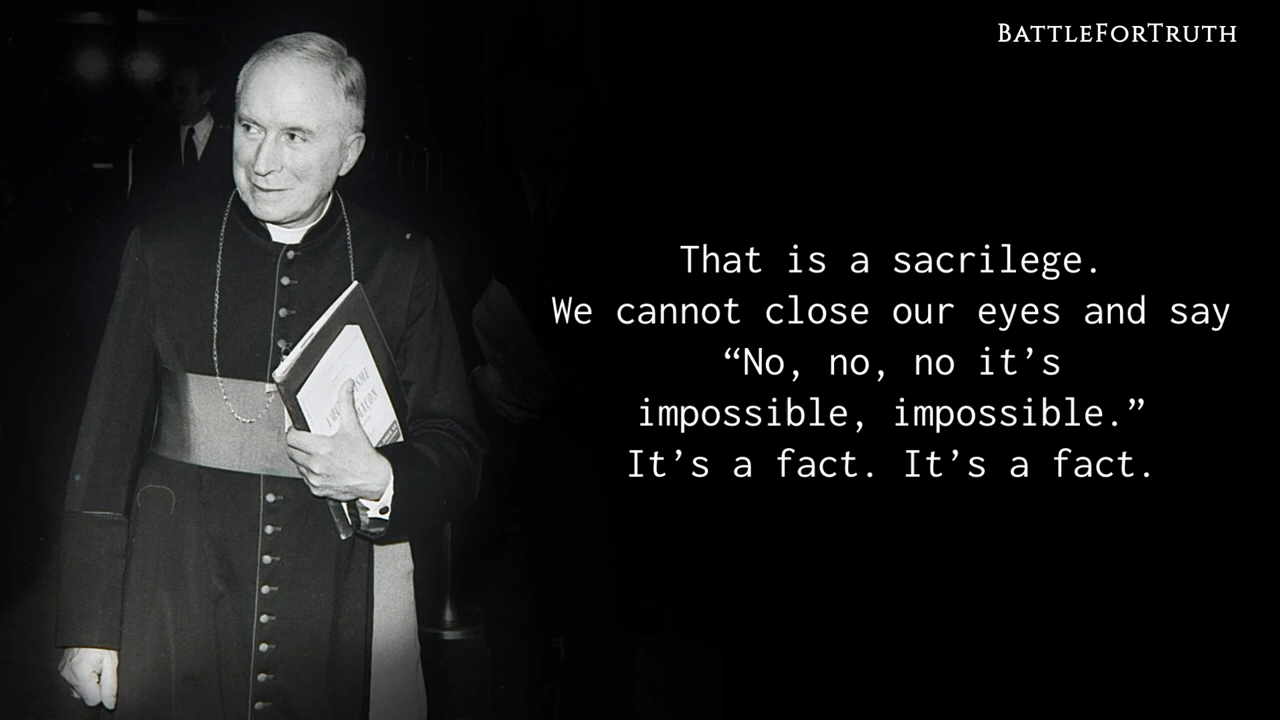 BATTLEFORTRUTH
That is a sacrilege.
We cannot close our eyes and say
“No, no, no it’s
impossible, impossible.”
It’s a fact. It’s a fact.